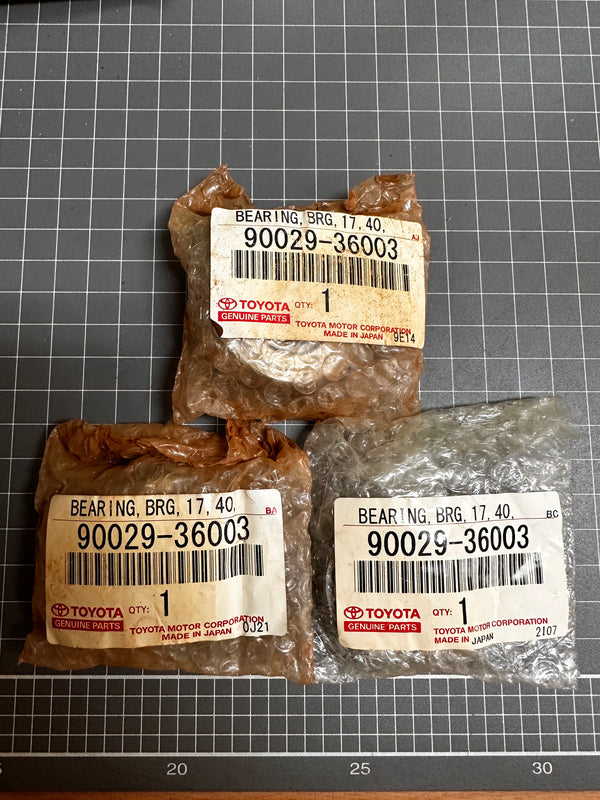 BEARING, BRG, 17, 40, AJ
90029-36003
TOYOTA QTY: 1
GENUINE PARTS
TOYOTA MOTOR CORPORATION
MADE IN JAPAN 9E14
BEARING, BRG, 17, 40, BA
90029-36003
TOYOTA QTY: 1
GENUINE PARTS
TOYOTA MOTOR CORPORATION
MADE IN JAPAN 0J21
BEARING, BRG, 17, 40, BC
90029-36003
TOYOTA QTY: 1
GENUINE PARTS
TOYOTA MOTOR CORPORATION
MADE IN JAPAN 2107
20 25 30